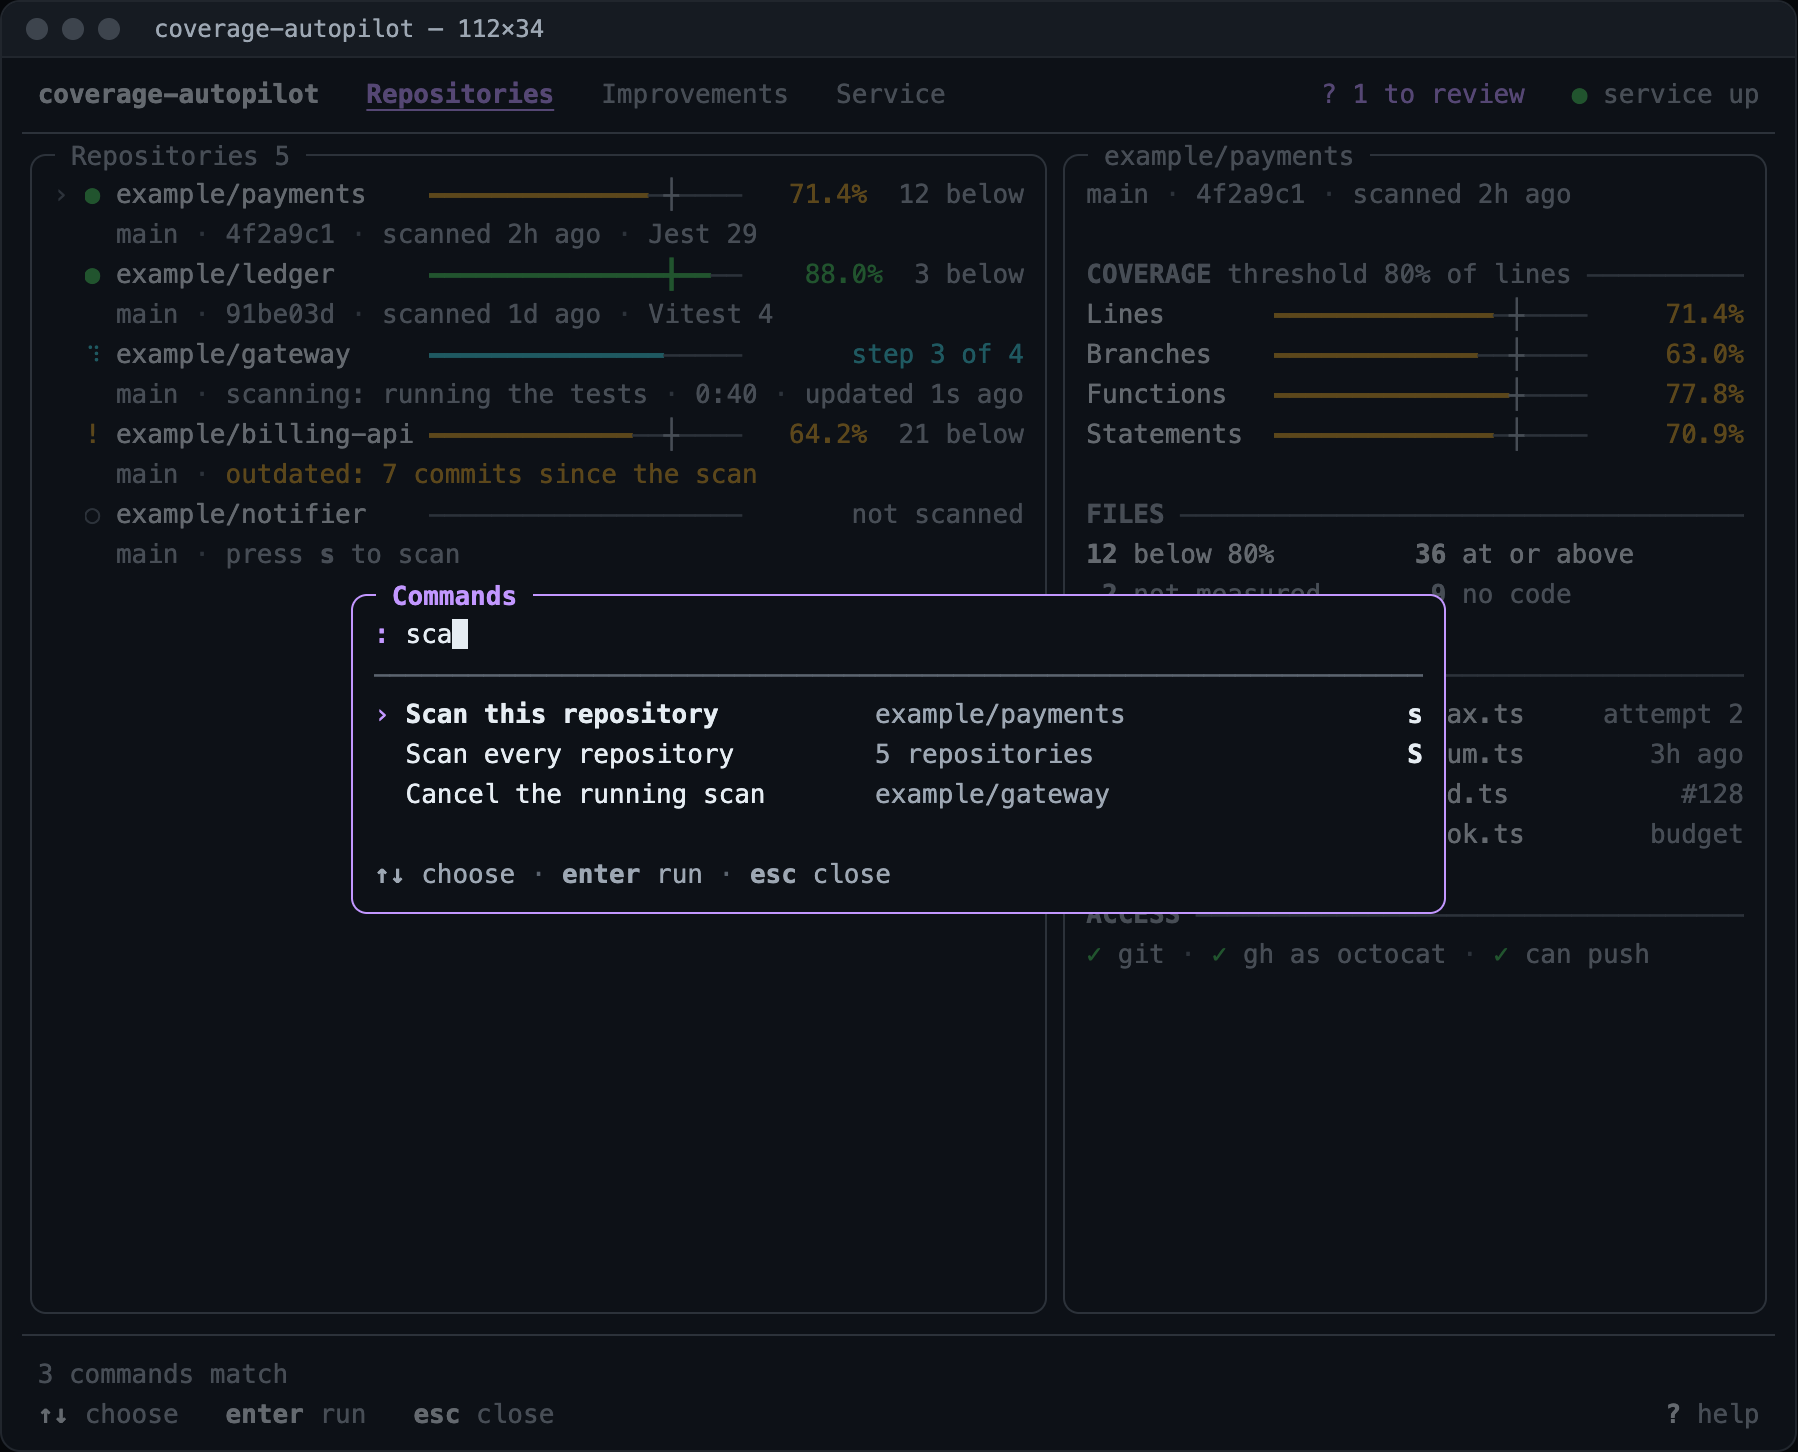 coverage-autopilot — 112×34
coverage-autopilot Repositories Improvements Service ? 1 to review ● service up
Repositories 5
› ● example/payments 71.4% 12 below
main · 4f2a9c1 · scanned 2h ago · Jest 29
● example/ledger 88.0% 3 below
main · 91be03d · scanned 1d ago · Vitest 4
example/gateway step 3 of 4
main · scanning: running the tests · 0:40 · updated 1s ago
! example/billing-api 64.2% 21 below
main · outdated: 7 commits since the scan
○ example/notifier not scanned
main · press s to scan
example/payments
main · 4f2a9c1 · scanned 2h ago
COVERAGE threshold 80% of lines
Lines 71.4%
Branches 63.0%
Functions 77.8%
Statements 70.9%
FILES
12 below 80% 36 at or above
2 not measured 9 no code
Commands
: sca
› Scan this repository example/payments s
Scan every repository 5 repositories S
Cancel the running scan example/gateway
↑↓ choose · enter run · esc close
ax.ts attempt 2
um.ts 3h ago
d.ts #128
ok.ts budget
ACCESS
✓ git · ✓ gh as octocat · ✓ can push
3 commands match
↑↓ choose enter run esc close ? help